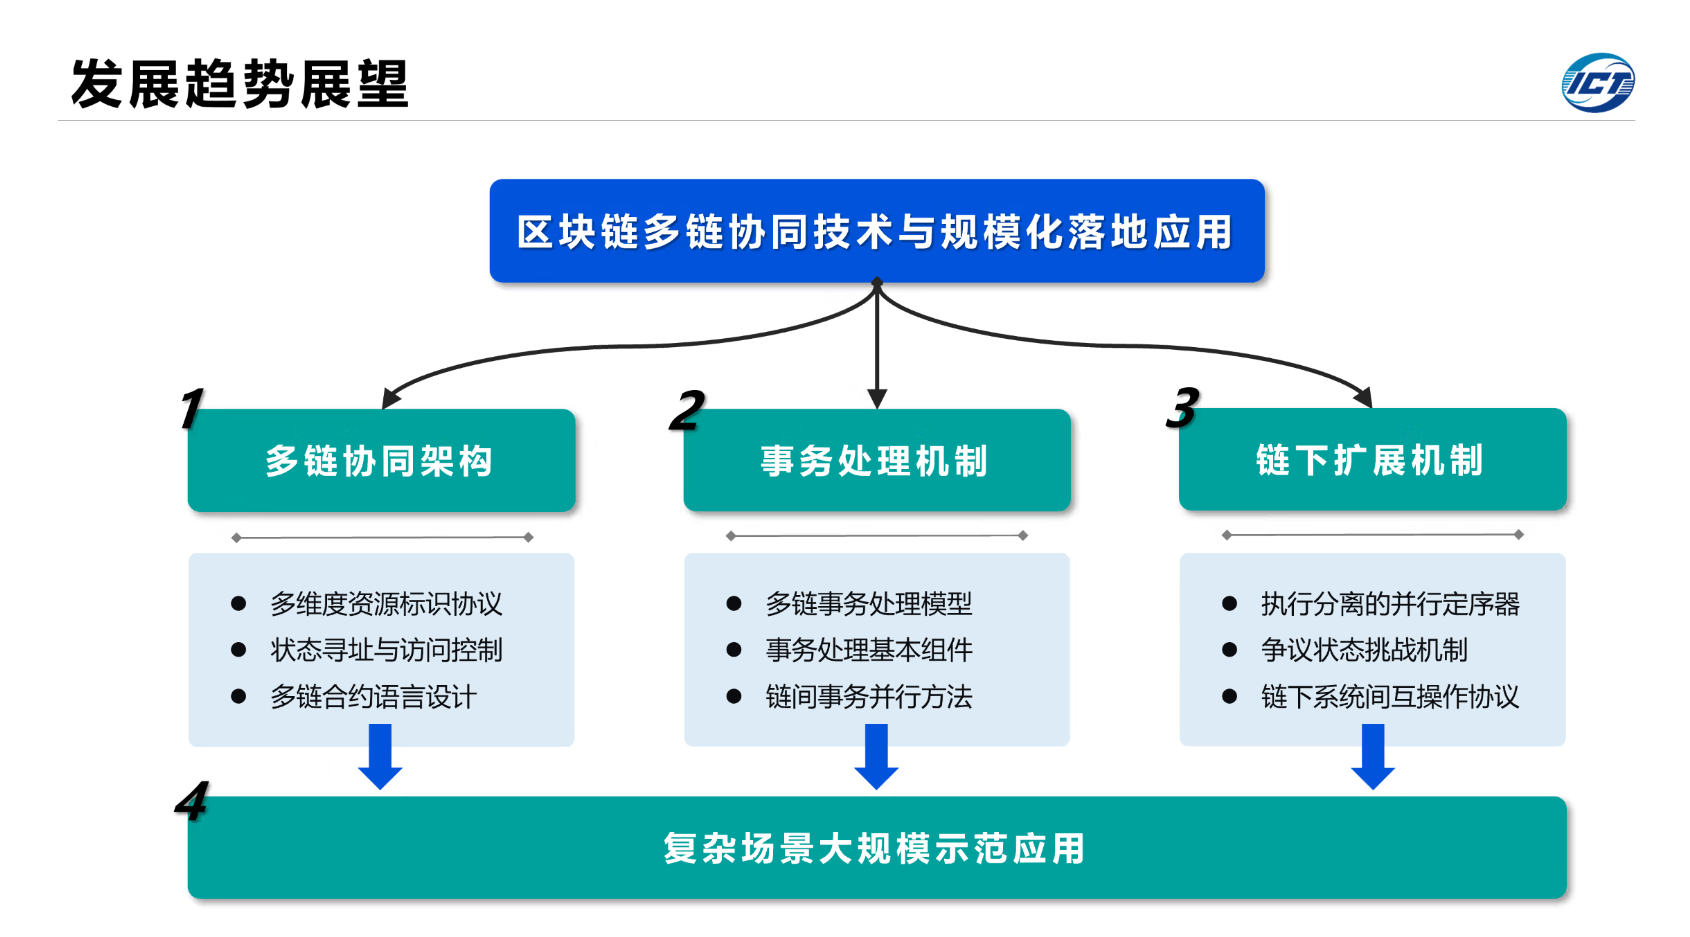 发展趋势展望
ICT
区块链多链协同技术与规模化落地应用
1
多链协同架构
多维度资源标识协议
状态寻址与访问控制
多链合约语言设计
2
事务处理机制
多链事务处理模型
事务处理基本组件
链间事务并行方法
3
链下扩展机制
执行分离的并行定序器
争议状态挑战机制
链下系统间互操作协议
4
复杂场景大规模示范应用